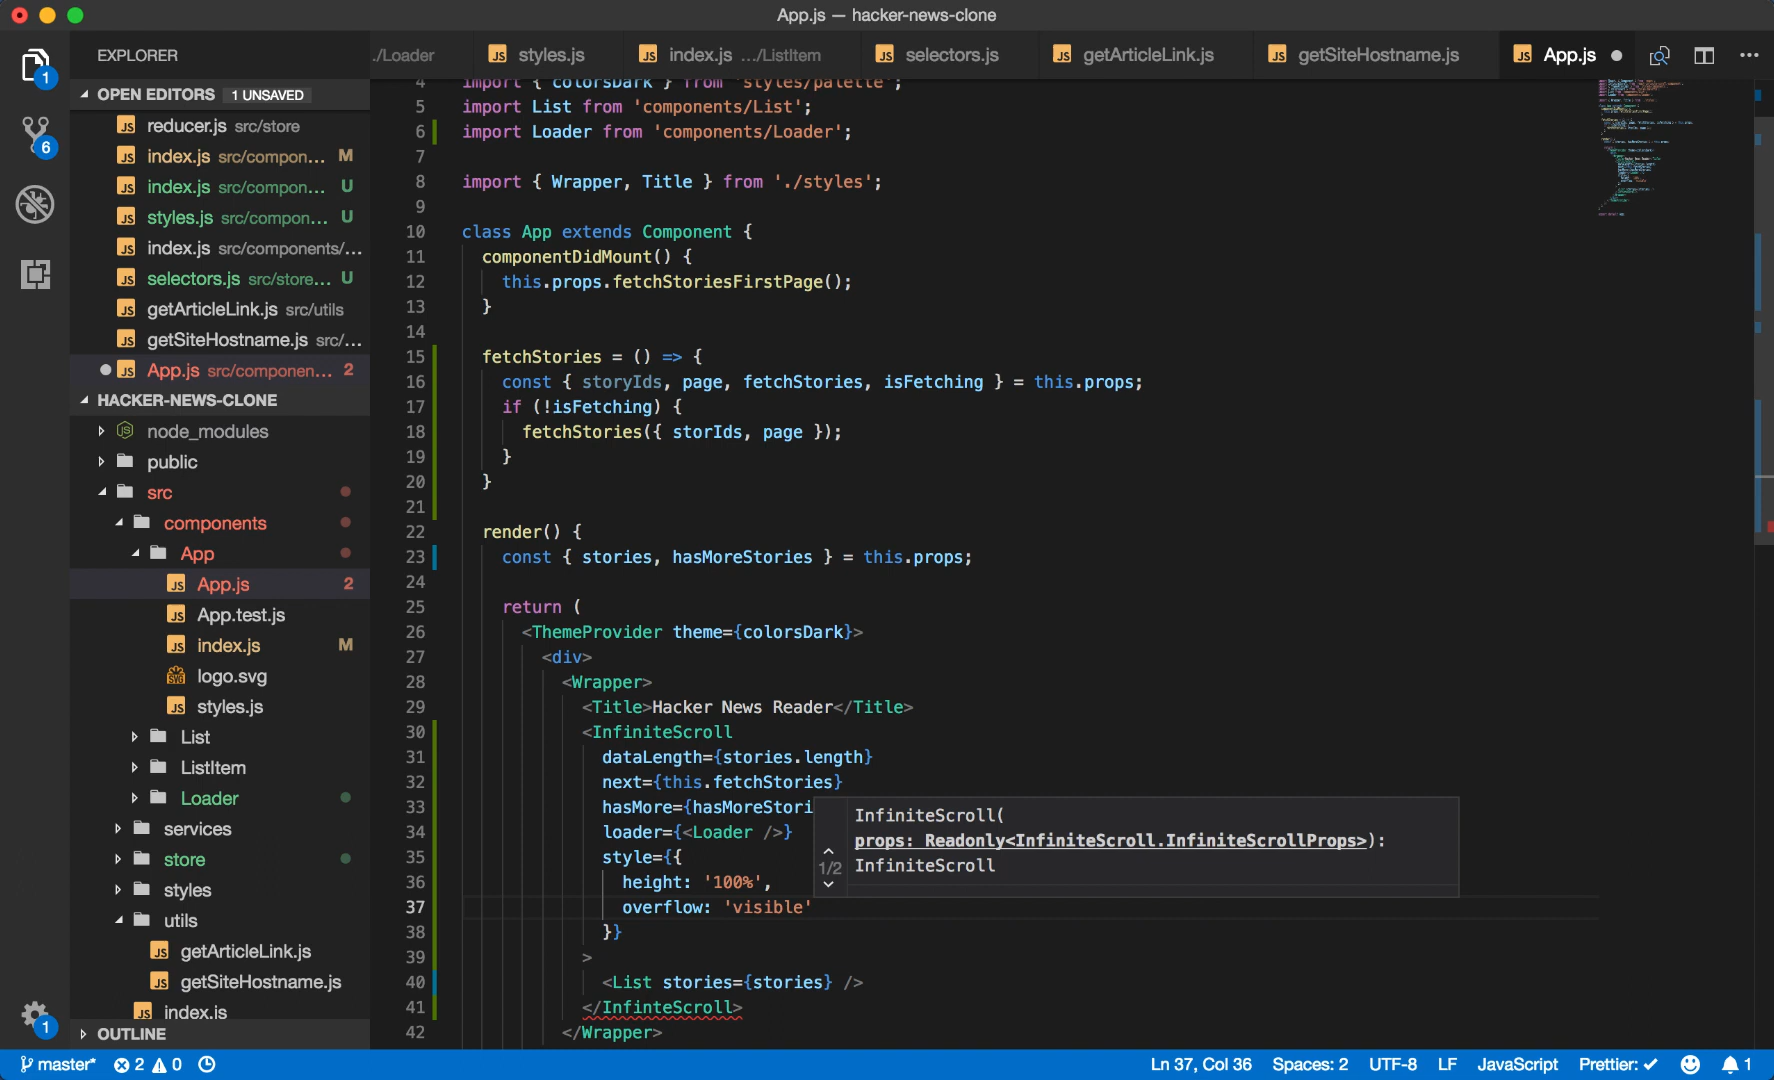 App.js — hacker-news-clone
EXPLORER
OPEN EDITORS 1 UNSAVED
reducer.js src/store
index.js src/compon... M
index.js src/compon... U
styles.js src/compon... U
index.js src/components/...
selectors.js src/store... U
getArticleLink.js src/utils
getSiteHostname.js src/...
App.js src/componen... 2
HACKER-NEWS-CLONE
node_modules
public
src
components
App
App.js 2
App.test.js
index.js M
logo.svg
styles.js
List
ListItem
Loader
services
store
styles
utils
getArticleLink.js
getSiteHostname.js
index.js
OUTLINE
1
6
1
./Loader
styles.js
index.js .../ListItem
selectors.js
getArticleLink.js
getSiteHostname.js
App.js
4 import { colorsDark } from 'styles/palette';
5 import List from 'components/List';
6 import Loader from 'components/Loader';
7
8 import { Wrapper, Title } from './styles';
9
10 class App extends Component {
11 componentDidMount() {
12 this.props.fetchStoriesFirstPage();
13 }
14
15 fetchStories = () => {
16 const { storyIds, page, fetchStories, isFetching } = this.props;
17 if (!isFetching) {
18 fetchStories({ storIds, page });
19 }
20 }
21
22 render() {
23 const { stories, hasMoreStories } = this.props;
24
25 return (
26 <ThemeProvider theme={colorsDark}>
27 <div>
28 <Wrapper>
29 <Title>Hacker News Reader</Title>
30 <InfiniteScroll
31 dataLength={stories.length}
32 next={this.fetchStories}
33 hasMore={hasMoreStori
34 loader={<Loader />}
35 style={{
36 height: '100%',
37 overflow: 'visible'
38 }}
39 >
40 <List stories={stories} />
41 </InfinteScroll>
42 </Wrapper>
1/2
InfiniteScroll(
props: Readonly<InfiniteScroll.InfiniteScrollProps>):
InfiniteScroll
master* 2 0
Ln 37, Col 36 Spaces: 2 UTF-8 LF JavaScript Prettier: ✓ 1